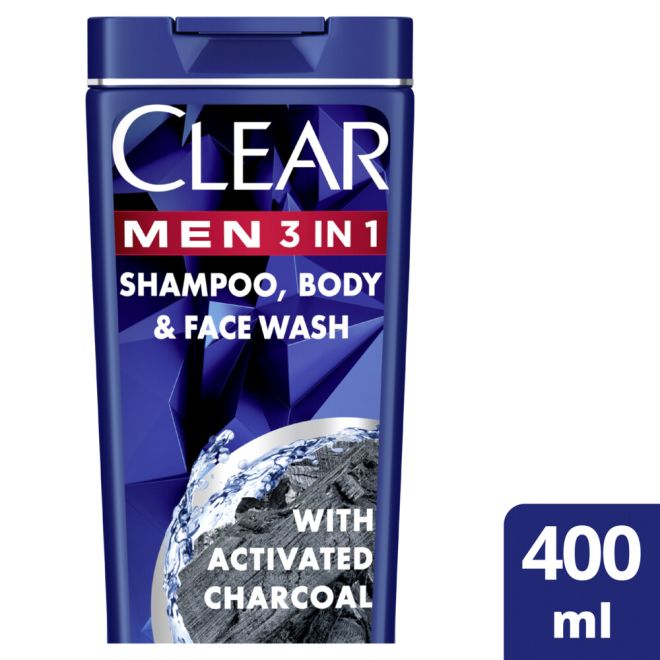 CLEAR
MEN 3 IN 1
SHAMPOO, BODY
& FACE WASH
WITH
ACTIVATED
CHARCOAL
400
ml